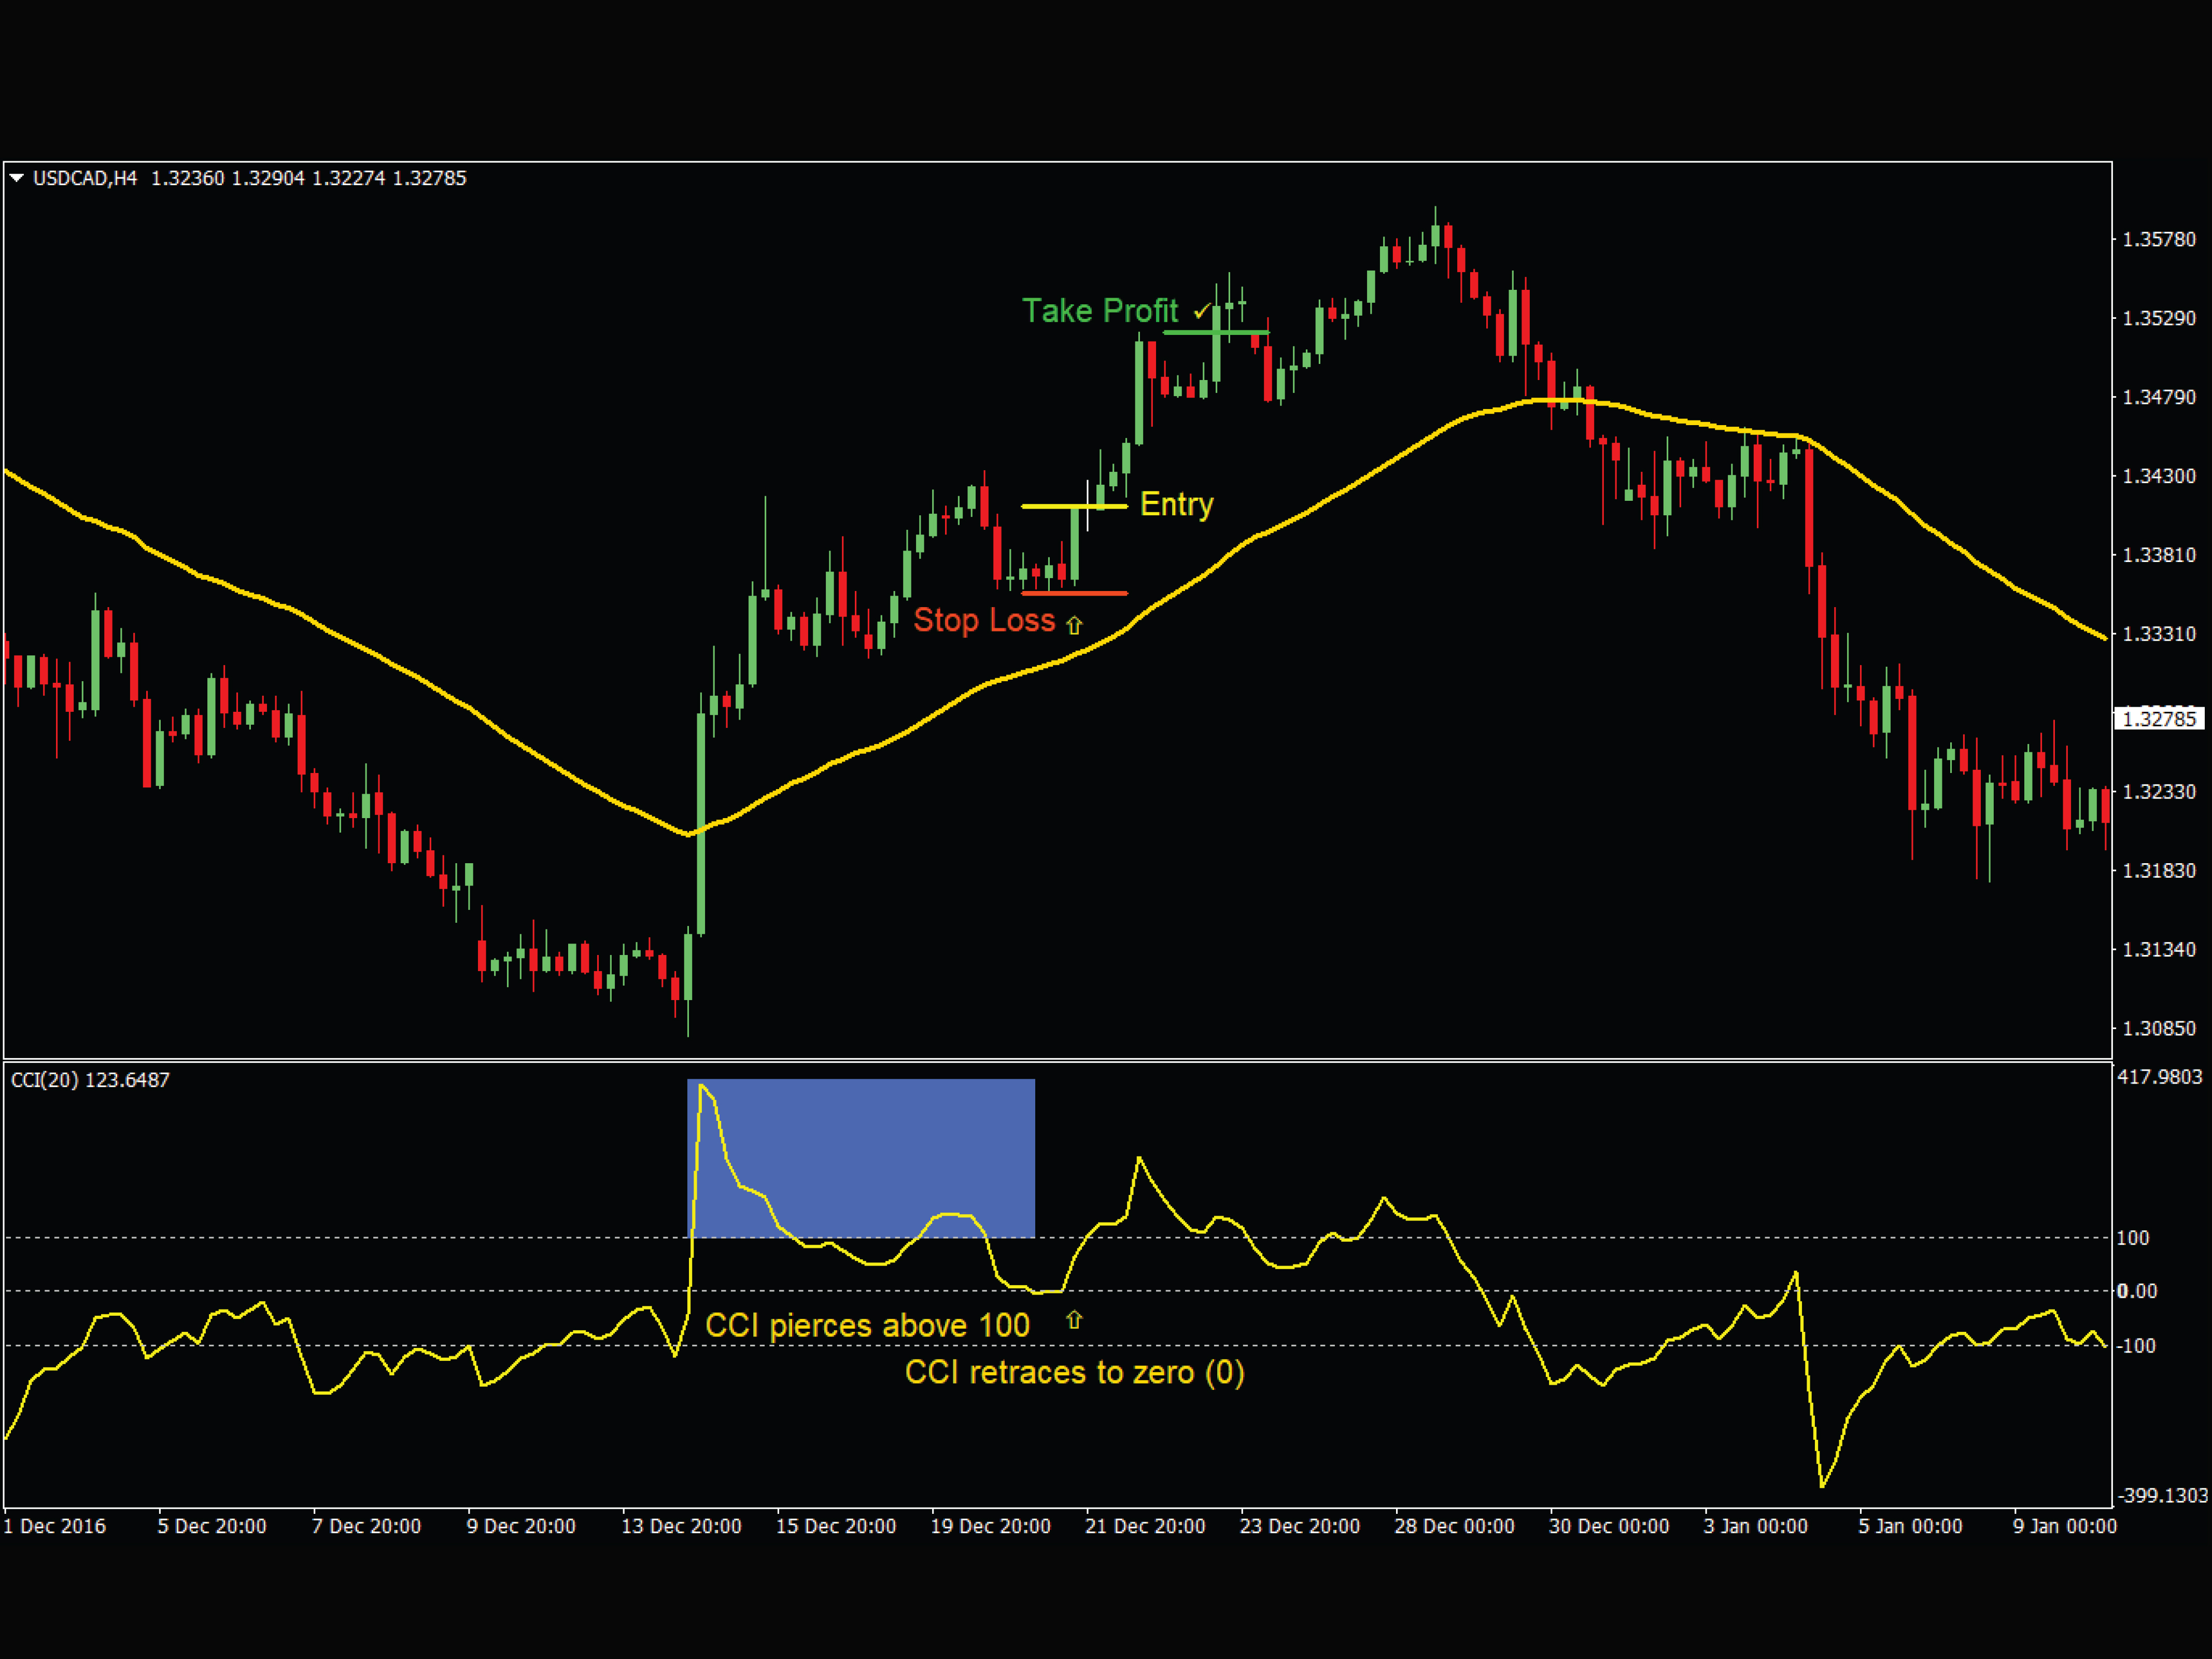 USDCAD,H4 1.32360 1.32904 1.32274 1.32785
1.35780
Take Profit ✓
1.35290
1.34790
1.34300
Entry
1.33810
Stop Loss ⇧
1.33310
1.32785
1.32330
1.31830
1.31340
1.30850
CCI(20) 123.6487
417.9803
100
0.00
CCI pierces above 100 ⇧
-100
CCI retraces to zero (0)
-399.1303
1 Dec 2016 5 Dec 20:00 7 Dec 20:00 9 Dec 20:00 13 Dec 20:00 15 Dec 20:00 19 Dec 20:00 21 Dec 20:00 23 Dec 20:00 28 Dec 00:00 30 Dec 00:00 3 Jan 00:00 5 Jan 00:00 9 Jan 00:00